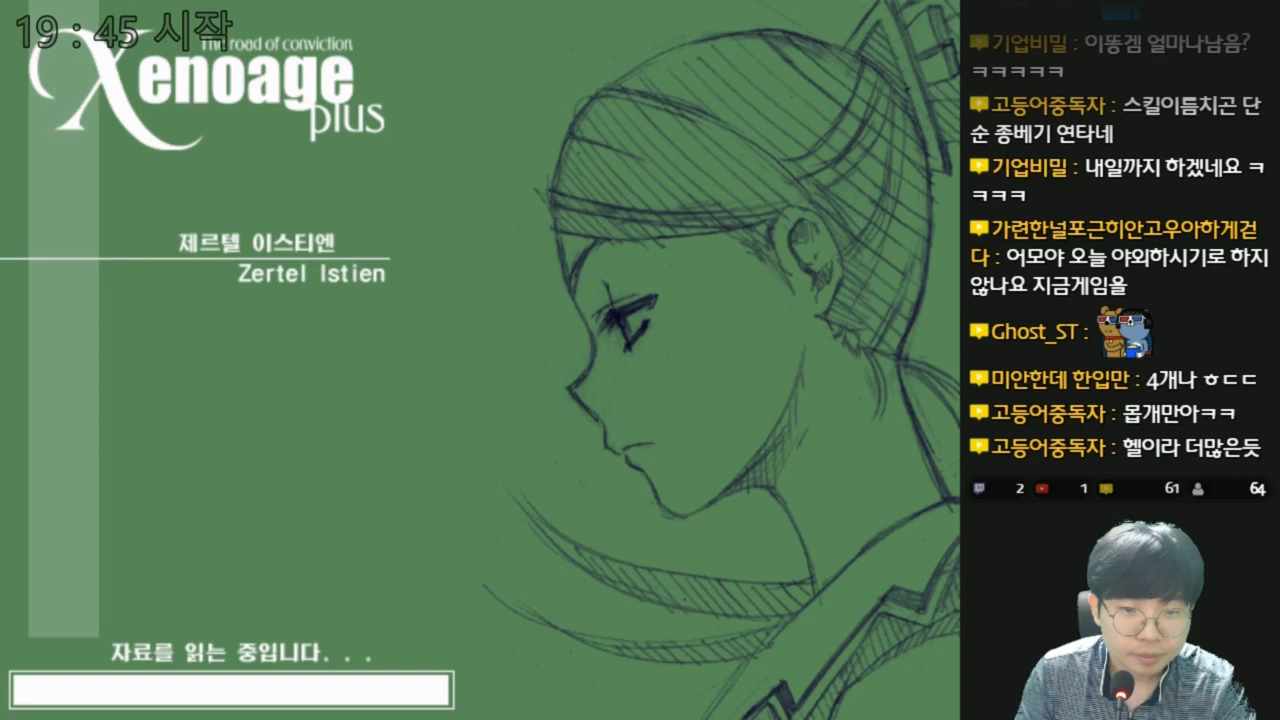 19 : 45 시작
The road of conviction
Xenoage
plus
제르텔 이스티엔
Zertel Istien
자료를 읽는 중입니다. . .
기업비밀 : 이똥겜 얼마나남음?
ㅋㅋㅋㅋㅋ
고등어중독자 : 스킬이름치곤 단
순 종베기 연타네
기업비밀 : 내일까지 하겠네요 ㅋ
ㅋㅋㅋ
가련한널포근히안고우아하게걷
다 : 어모야 오늘 야외하시기로 하지
않나요 지금게임을
Ghost_ST :
미안한데 한입만 : 4개나 ㅎㄷㄷ
고등어중독자 : 몹개만아ㅋㅋ
고등어중독자 : 헬이라 더많은듯
2 1 61 64